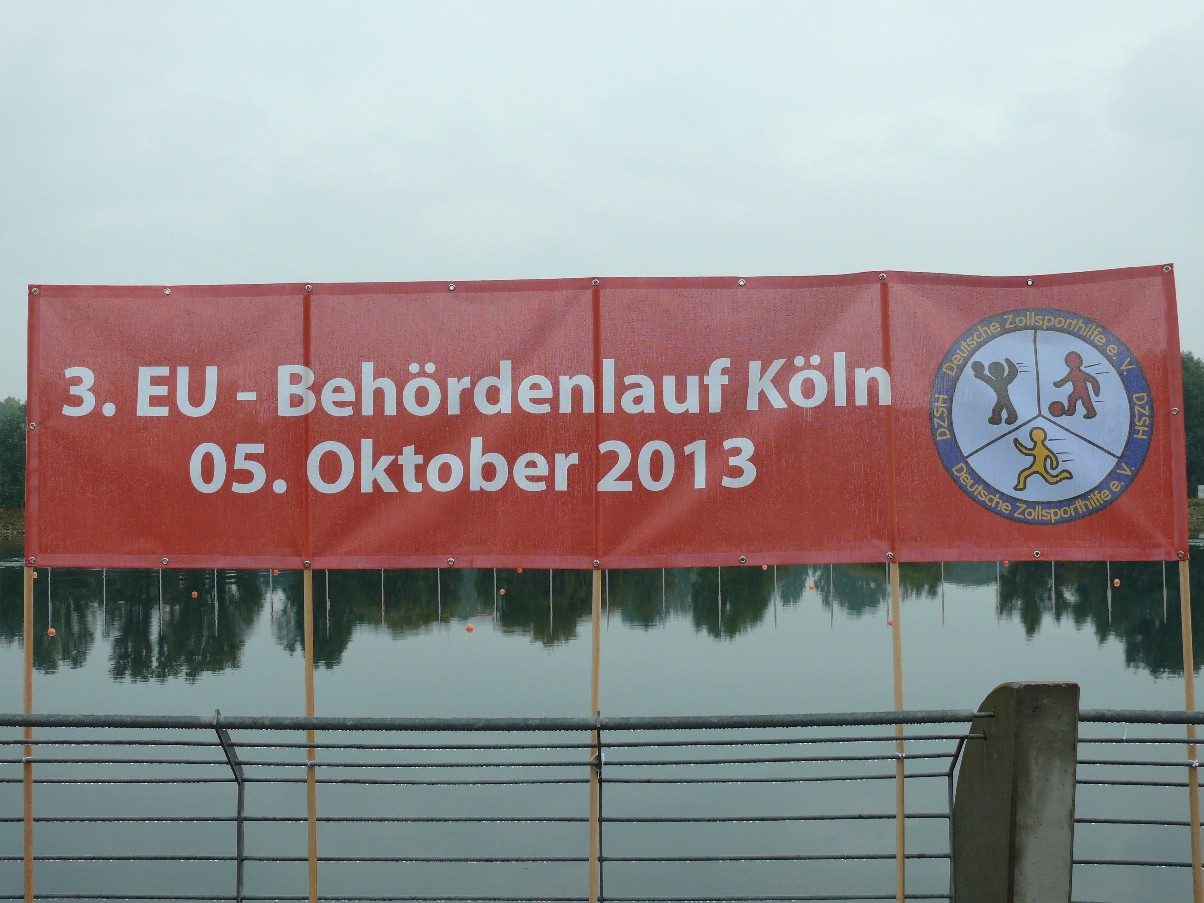 3. EU - Behördenlauf Köln
05. Oktober 2013
Deutsche Zollsporthilfe e. V.
DZSH
DZSH
Deutsche Zollsporthilfe e. V.